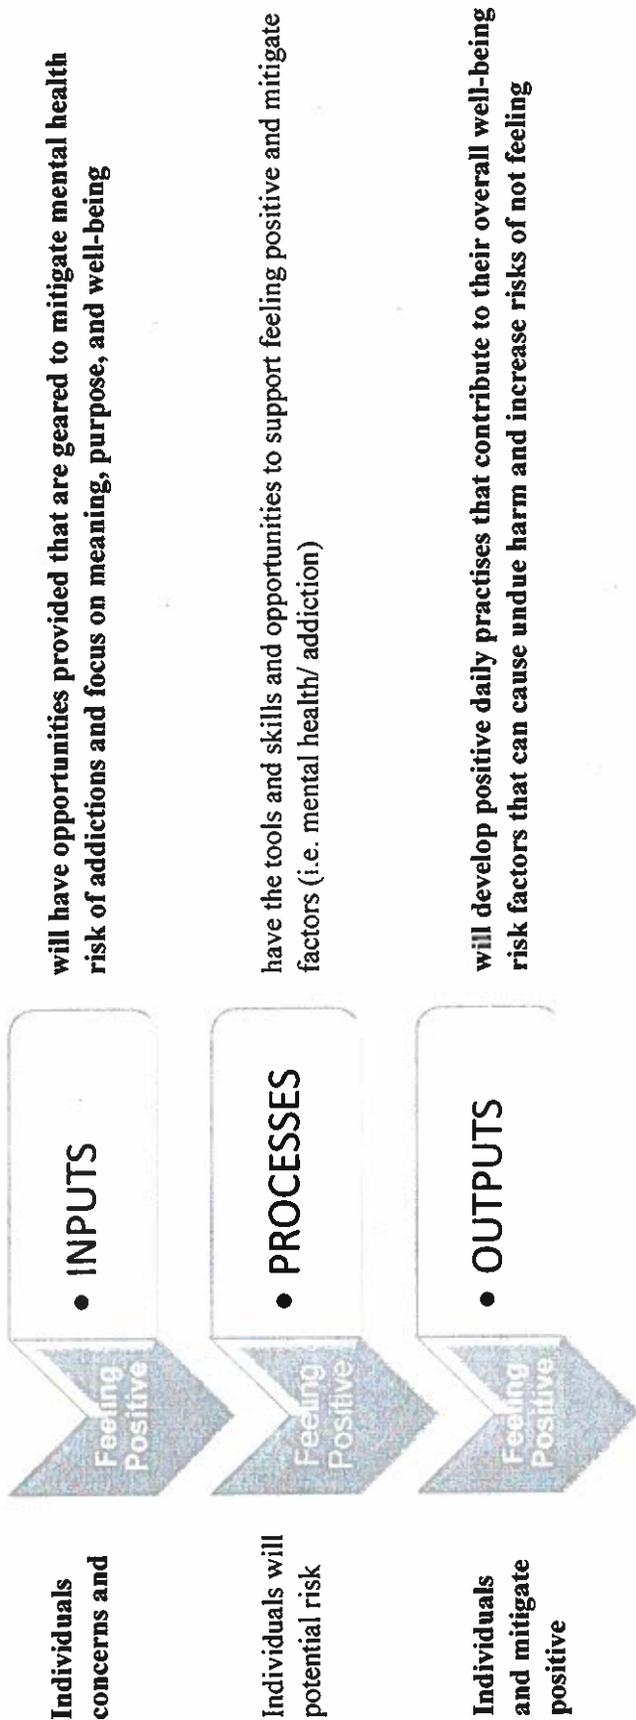 Individuals will have opportunities provided that are geared to mitigate mental health
concerns and risk of addictions and focus on meaning, purpose, and well-being
Feeling
Positive
• INPUTS
Individuals will have the tools and skills and opportunities to support feeling positive and mitigate
potential risk factors (i.e. mental health/ addiction)
Feeling
Positive
• PROCESSES
Individuals will develop positive daily practises that contribute to their overall well-being
and mitigate risk factors that can cause undue harm and increase risks of not feeling
positive
Feeling
Positive
• OUTPUTS